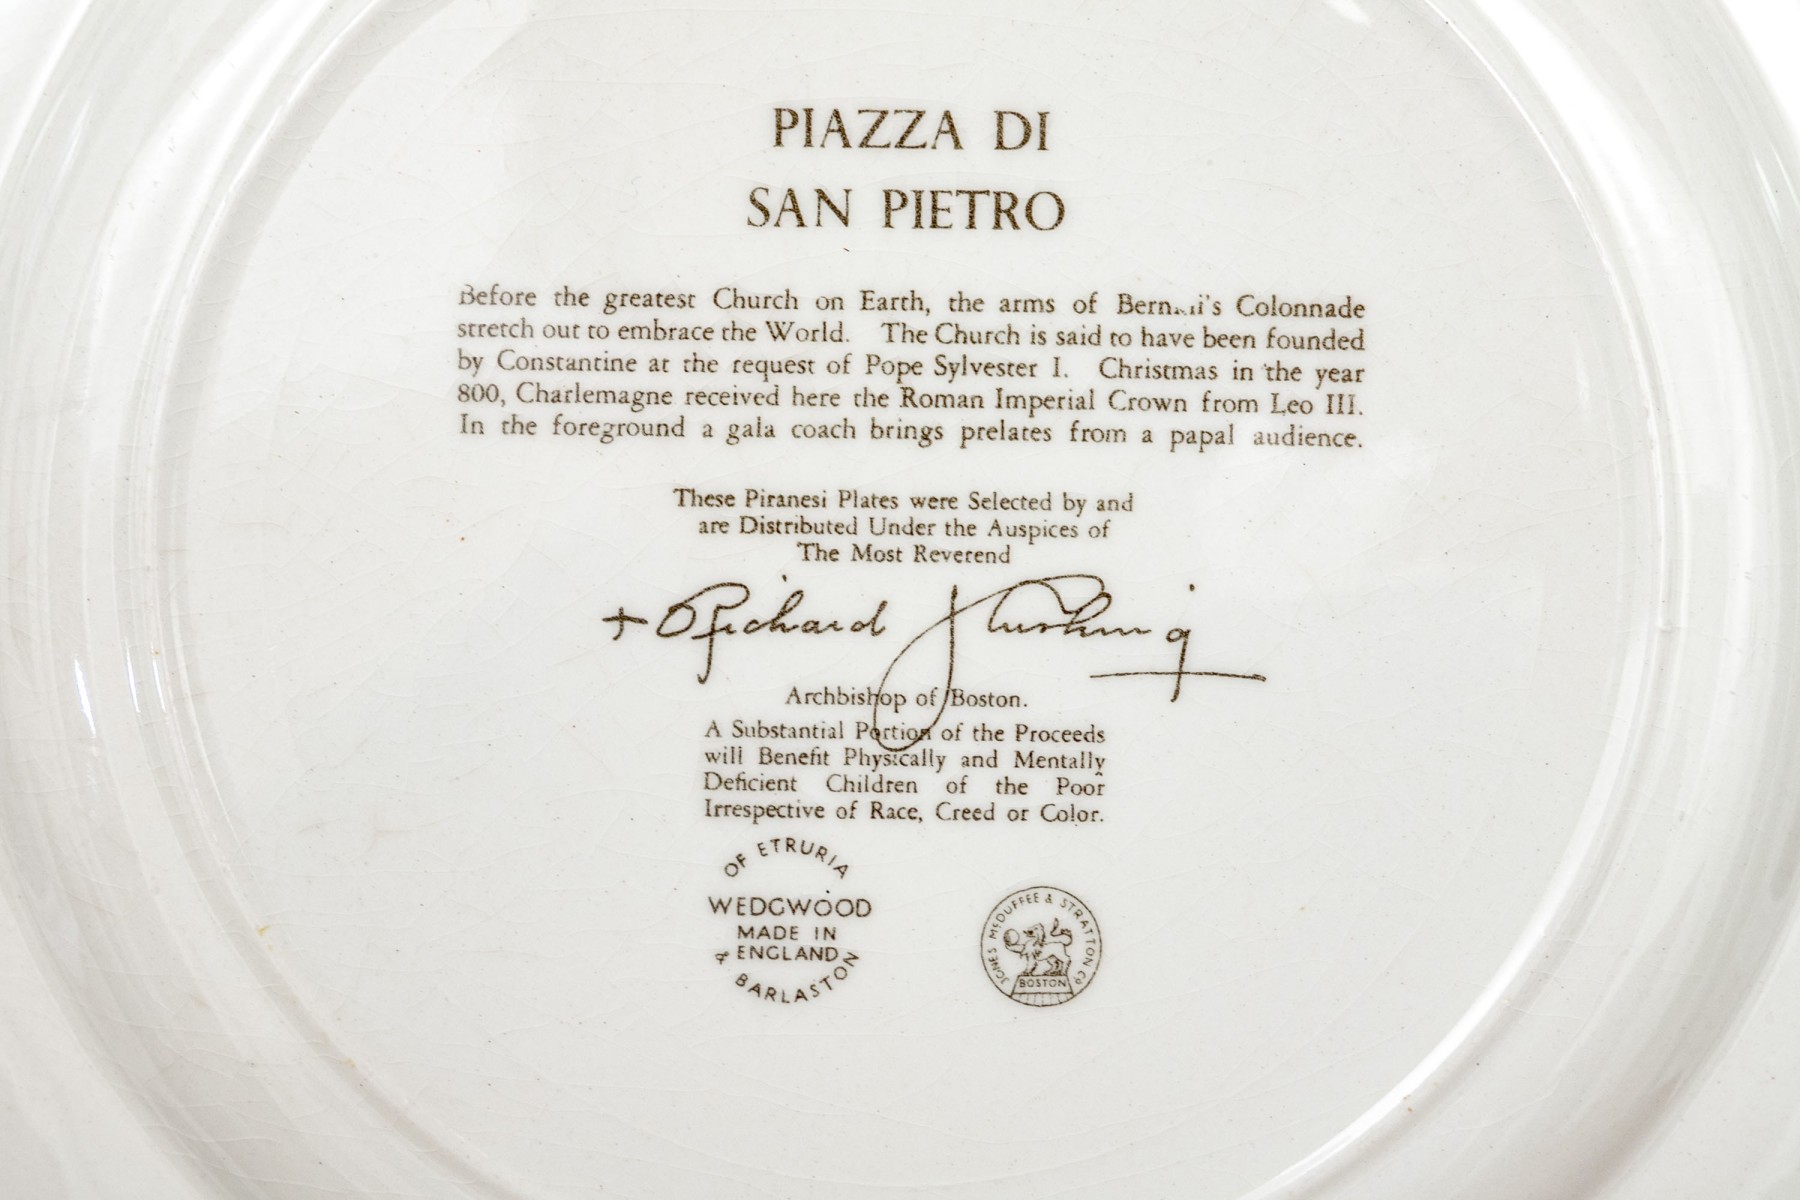 PIAZZA DI
SAN PIETRO
Before the greatest Church on Earth, the arms of Colonnade
stretch out to embrace the World. The Church is said to have been founded
by Constantine at the request of Pope Sylvester I. Christmas in the year
800, Charlemagne received here the Roman Imperial Crown from Leo III.
In the foreground a gala coach brings prelates from a papal audience.
These Piranesi Plates were Selected by and
are Distributed Under the Auspices of
The Most Reverend
+ Richard J Cushing
Archbishop of Boston.
A Substantial Portion of the Proceeds
will Benefit Physically and Mentally
Deficient Children of the Poor
Irrespective of Race, Creed or Color.
OF ETRURIA
WEDGWOOD
MADE IN
ENGLAND
& BARLASTON
JONES McDUFFEE & STRATTON CO
BOSTON